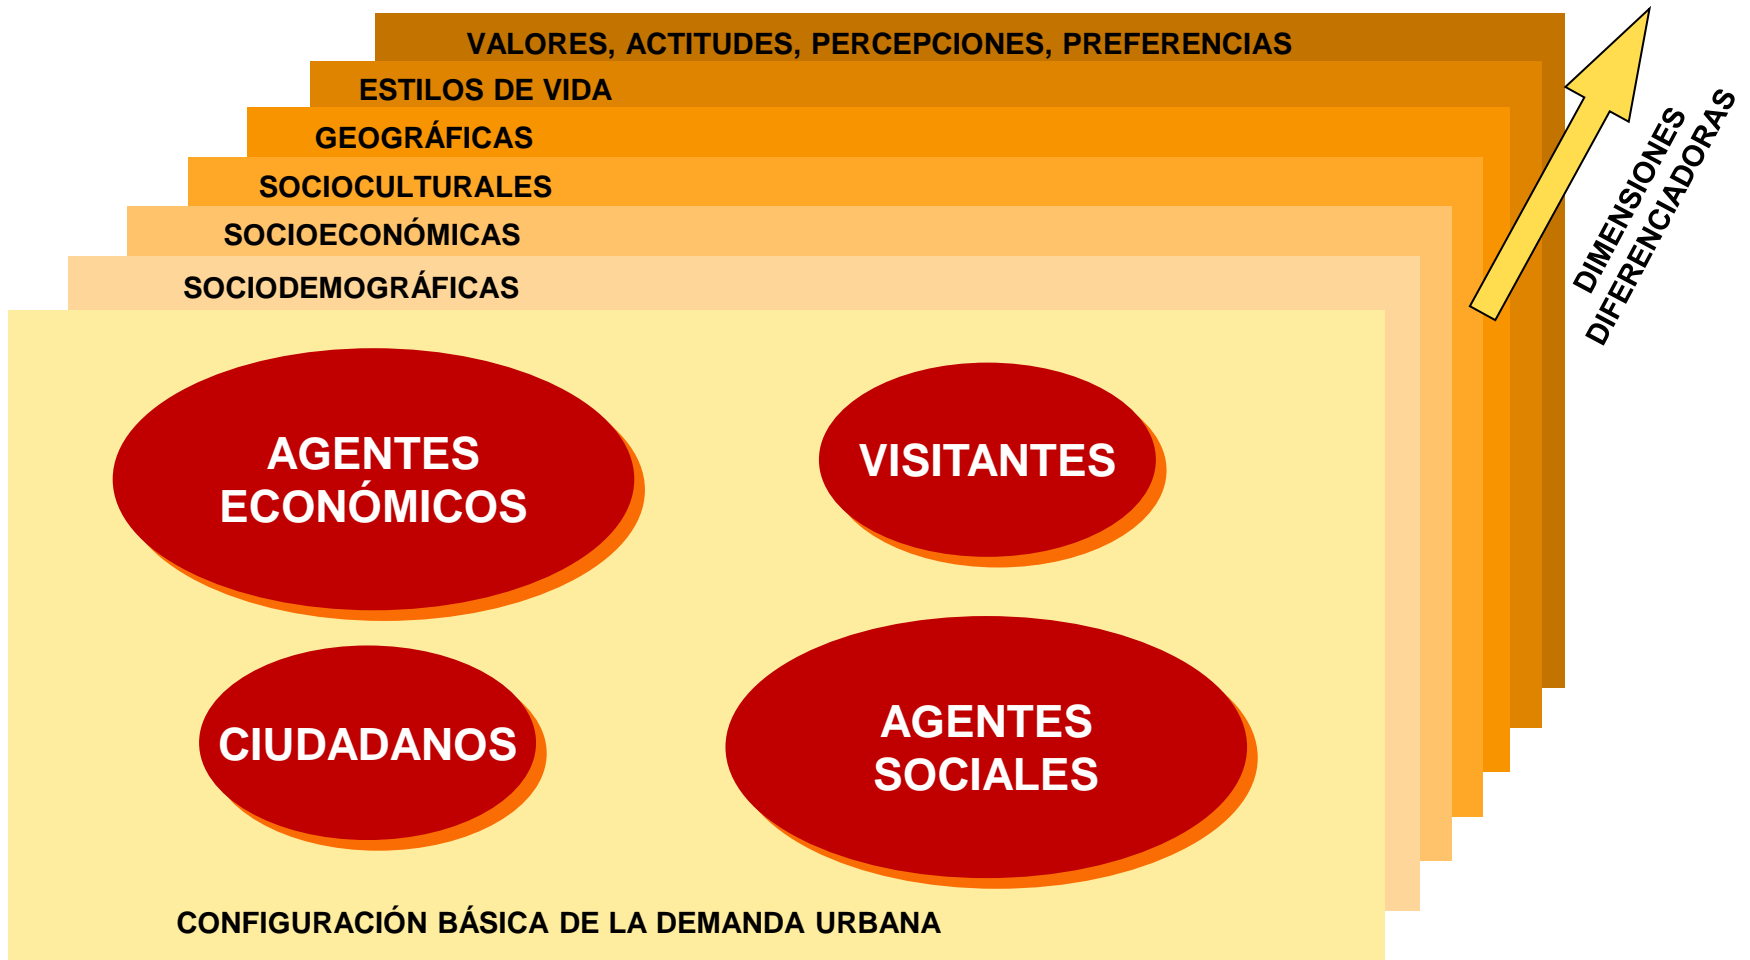 VALORES, ACTITUDES, PERCEPCIONES, PREFERENCIAS
ESTILOS DE VIDA
GEOGRÁFICAS
SOCIOCULTURALES
SOCIOECONÓMICAS
SOCIODEMOGRÁFICAS
DIMENSIONES
DIFERENCIADORAS
AGENTES
ECONÓMICOS
VISITANTES
CIUDADANOS
AGENTES
SOCIALES
CONFIGURACIÓN BÁSICA DE LA DEMANDA URBANA